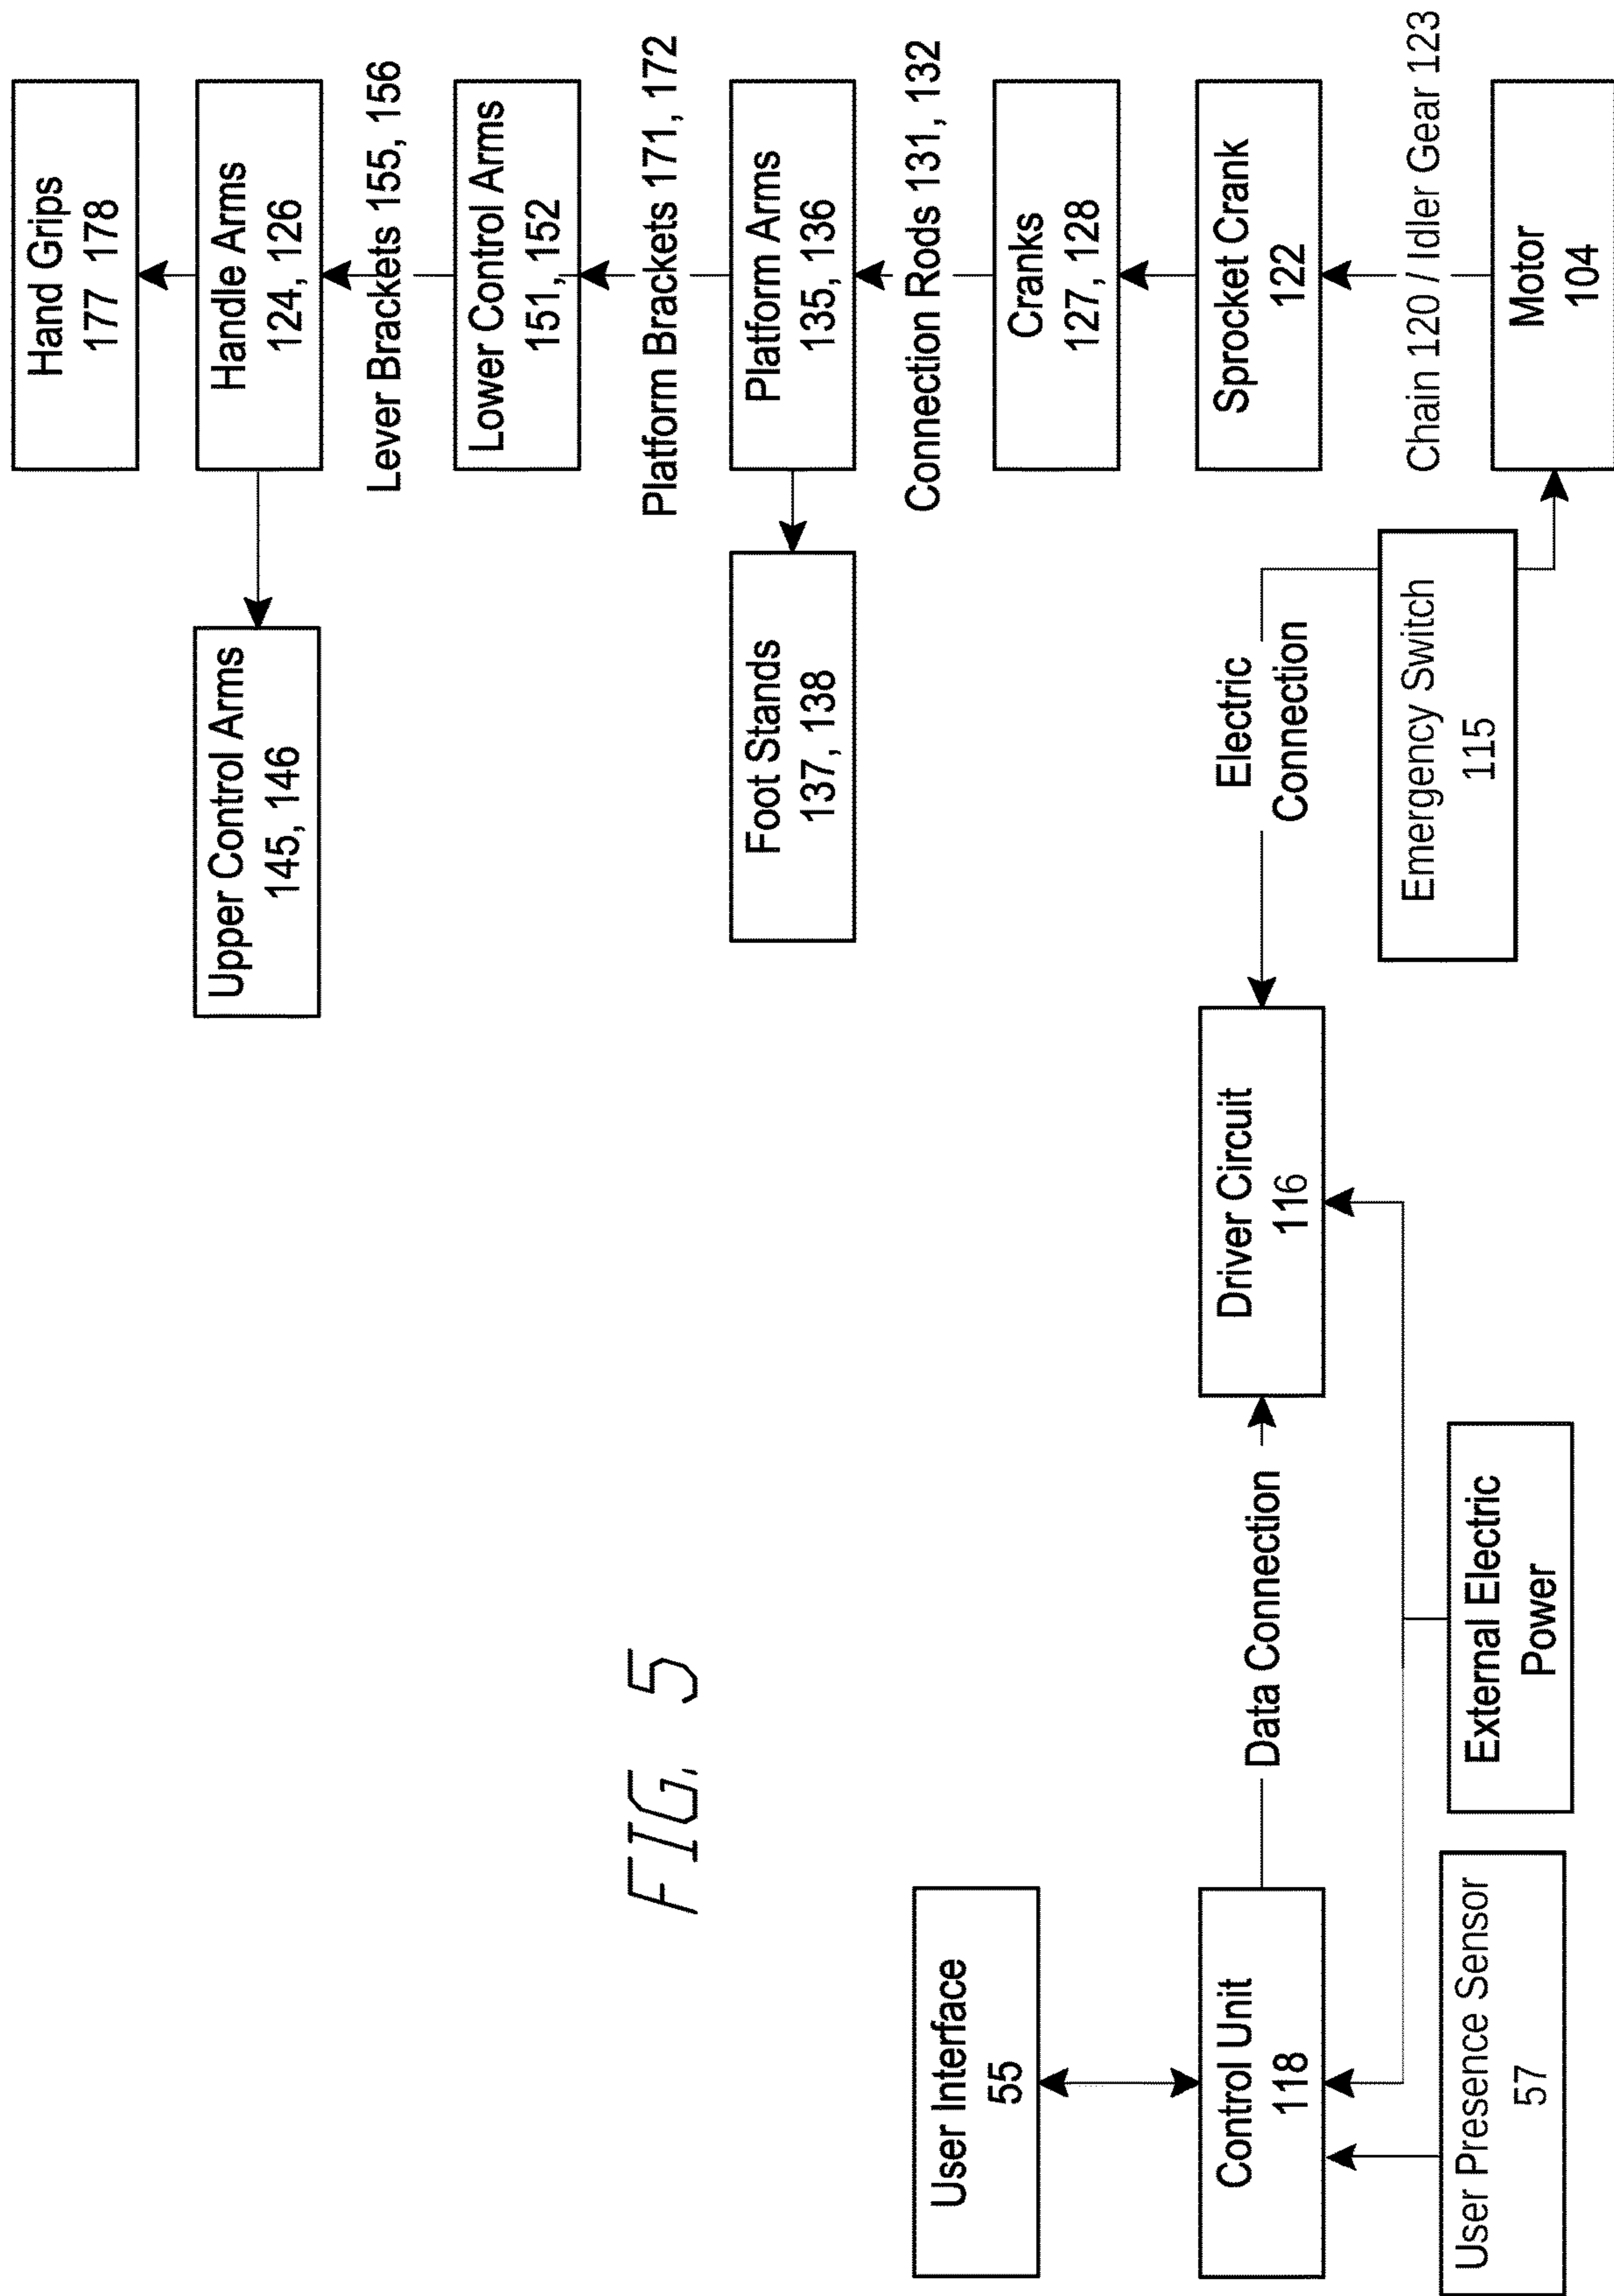 Hand Grips
177 178
Handle Arms
124, 126
Upper Control Arms
145, 146
Lever Brackets 155, 156
Lower Control Arms
151, 152
Platform Brackets 171, 172
Platform Arms
135, 136
Foot Stands
137, 138
Connection Rods 131, 132
Cranks
127, 128
Sprocket Crank
122
Chain 120 / Idler Gear 123
Motor
104
Electric
Connection
Emergency Switch
115
Driver Circuit
116
Data Connection
External Electric
Power
User Interface
55
Control Unit
118
User Presence Sensor
57
FIG. 5